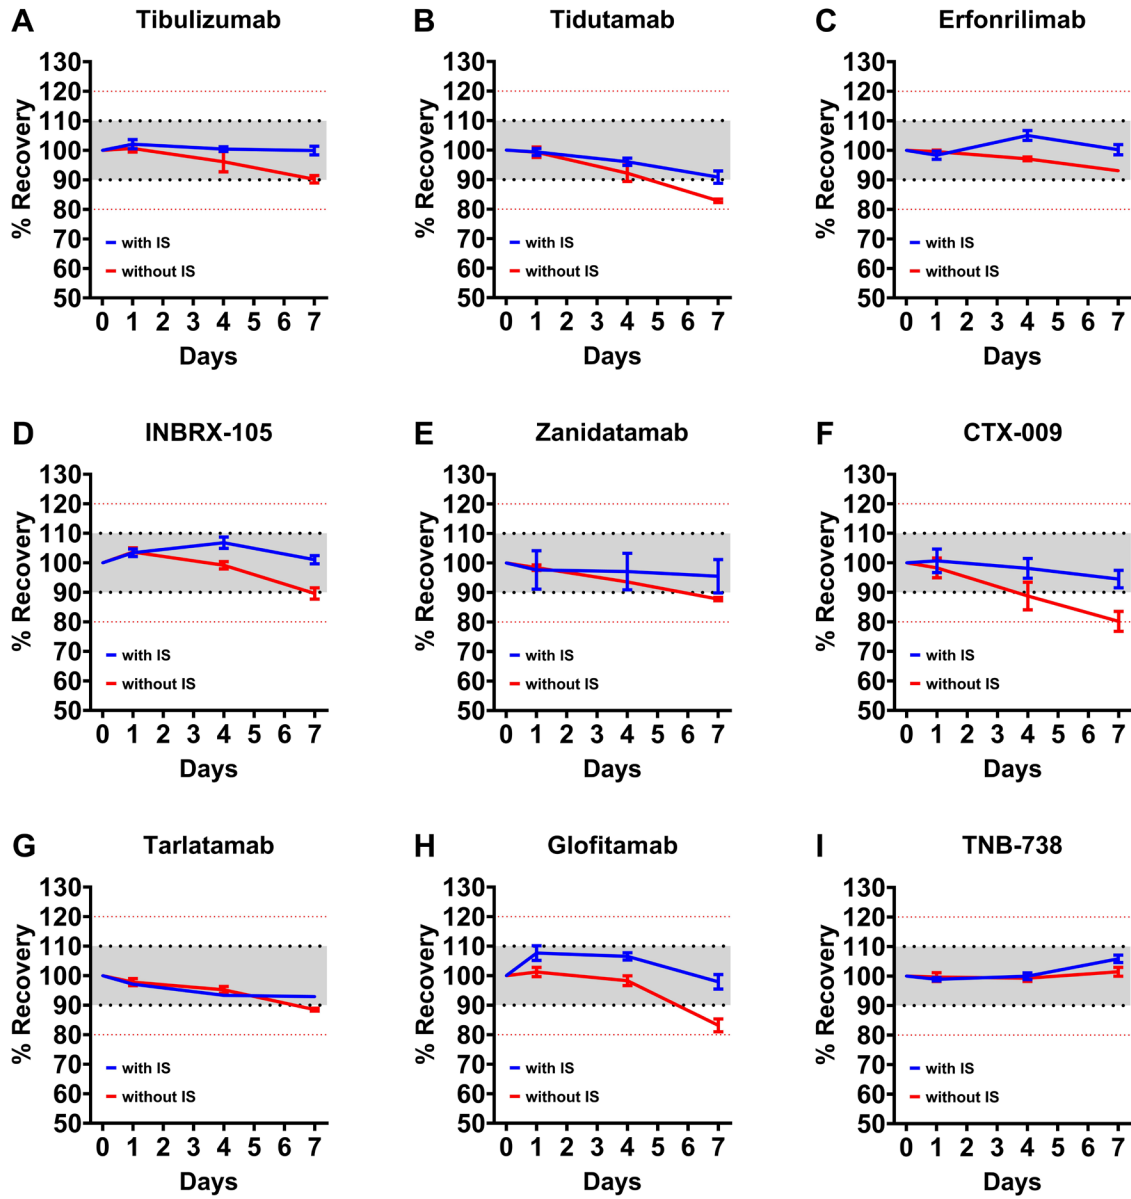 A Tibulizumab
% Recovery
130
120
110
100
90
80
70
60
50
with IS
without IS
0 1 2 3 4 5 6 7
Days
B Tidutamab
% Recovery
130
120
110
100
90
80
70
60
50
with IS
without IS
0 1 2 3 4 5 6 7
Days
C Erfonrilimab
% Recovery
130
120
110
100
90
80
70
60
50
with IS
without IS
0 1 2 3 4 5 6 7
Days
D INBRX-105
% Recovery
130
120
110
100
90
80
70
60
50
with IS
without IS
0 1 2 3 4 5 6 7
Days
E Zanidatamab
% Recovery
130
120
110
100
90
80
70
60
50
with IS
without IS
0 1 2 3 4 5 6 7
Days
F CTX-009
% Recovery
130
120
110
100
90
80
70
60
50
with IS
without IS
0 1 2 3 4 5 6 7
Days
G Tarlatamab
% Recovery
130
120
110
100
90
80
70
60
50
with IS
without IS
0 1 2 3 4 5 6 7
Days
H Glofitamab
% Recovery
130
120
110
100
90
80
70
60
50
with IS
without IS
0 1 2 3 4 5 6 7
Days
I TNB-738
% Recovery
130
120
110
100
90
80
70
60
50
with IS
without IS
0 1 2 3 4 5 6 7
Days